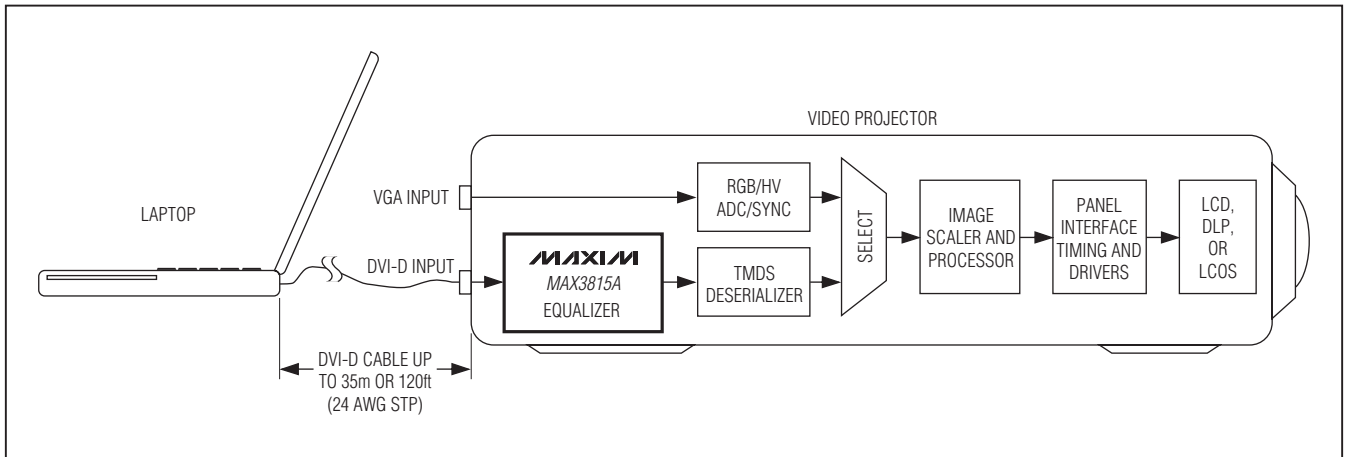 VIDEO PROJECTOR
LAPTOP
VGA INPUT
DVI-D INPUT
DVI-D CABLE UP
TO 35m OR 120ft
(24 AWG STP)
MAXIM
MAX3815A
EQUALIZER
RGB/HV
ADC/SYNC
TMDS
DESERIALIZER
SELECT
IMAGE
SCALER AND
PROCESSOR
PANEL
INTERFACE
TIMING AND
DRIVERS
LCD,
DLP,
OR
LCOS